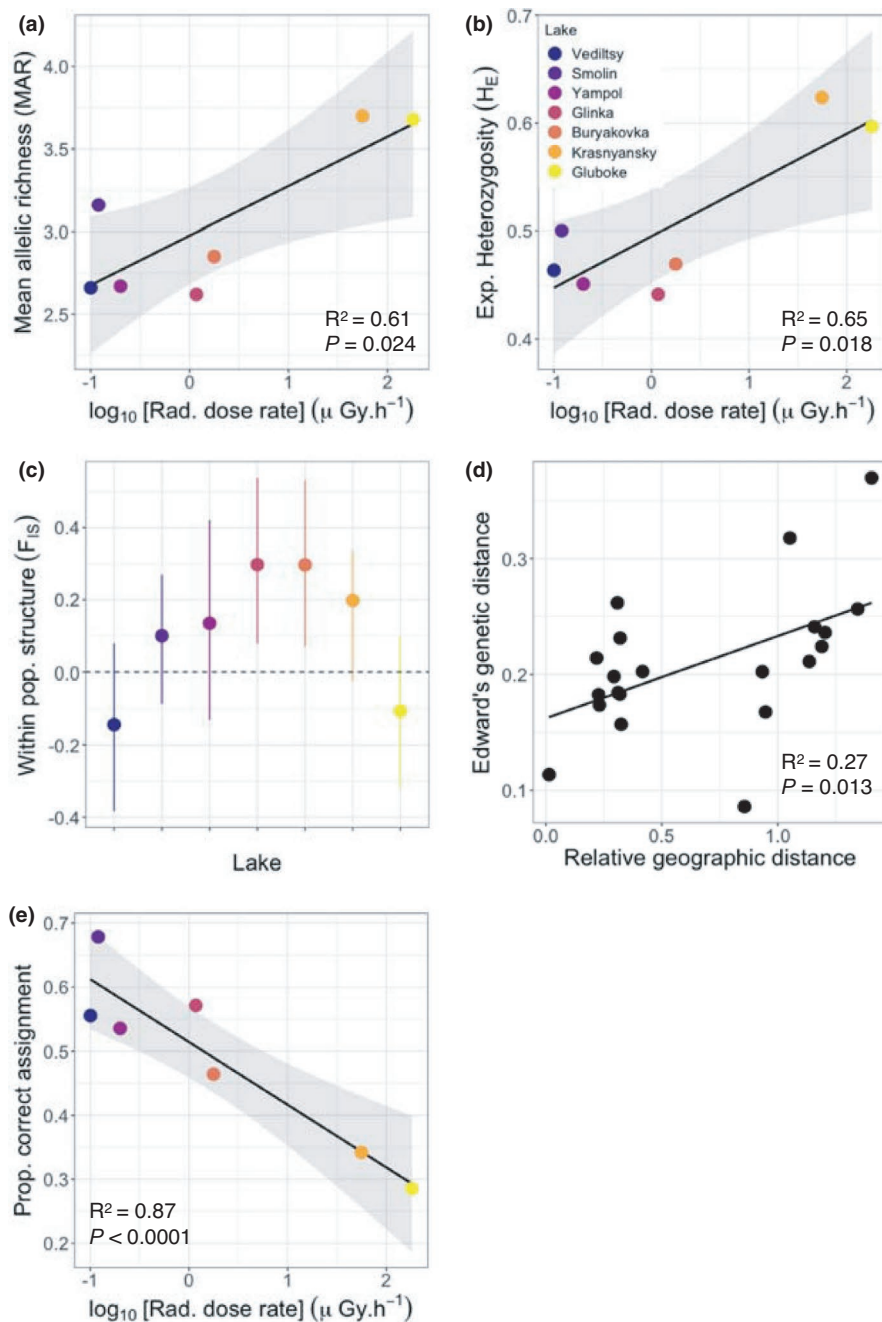 (a)
Mean allelic richness (MAR)
4.0
3.5
3.0
2.5
R² = 0.61
P = 0.024
-1
0
1
2
log₁₀ [Rad. dose rate] (μ Gy.h⁻¹)
(b)
Exp. Heterozygosity (H_E)
0.7
0.6
0.5
0.4
Lake
Vediltsy
Smolin
Yampol
Glinka
Buryakovka
Krasnyansky
Gluboke
R² = 0.65
P = 0.018
-1
0
1
2
log₁₀ [Rad. dose rate] (μ Gy.h⁻¹)
(c)
Within pop. structure (F_IS)
0.4
0.2
0.0
-0.2
-0.4
Lake
(d)
Edward's genetic distance
0.3
0.2
0.1
R² = 0.27
P = 0.013
0.0
0.5
1.0
Relative geographic distance
(e)
Prop. correct assignment
0.7
0.6
0.5
0.4
0.3
0.2
R² = 0.87
P < 0.0001
-1
0
1
2
log₁₀ [Rad. dose rate] (μ Gy.h⁻¹)